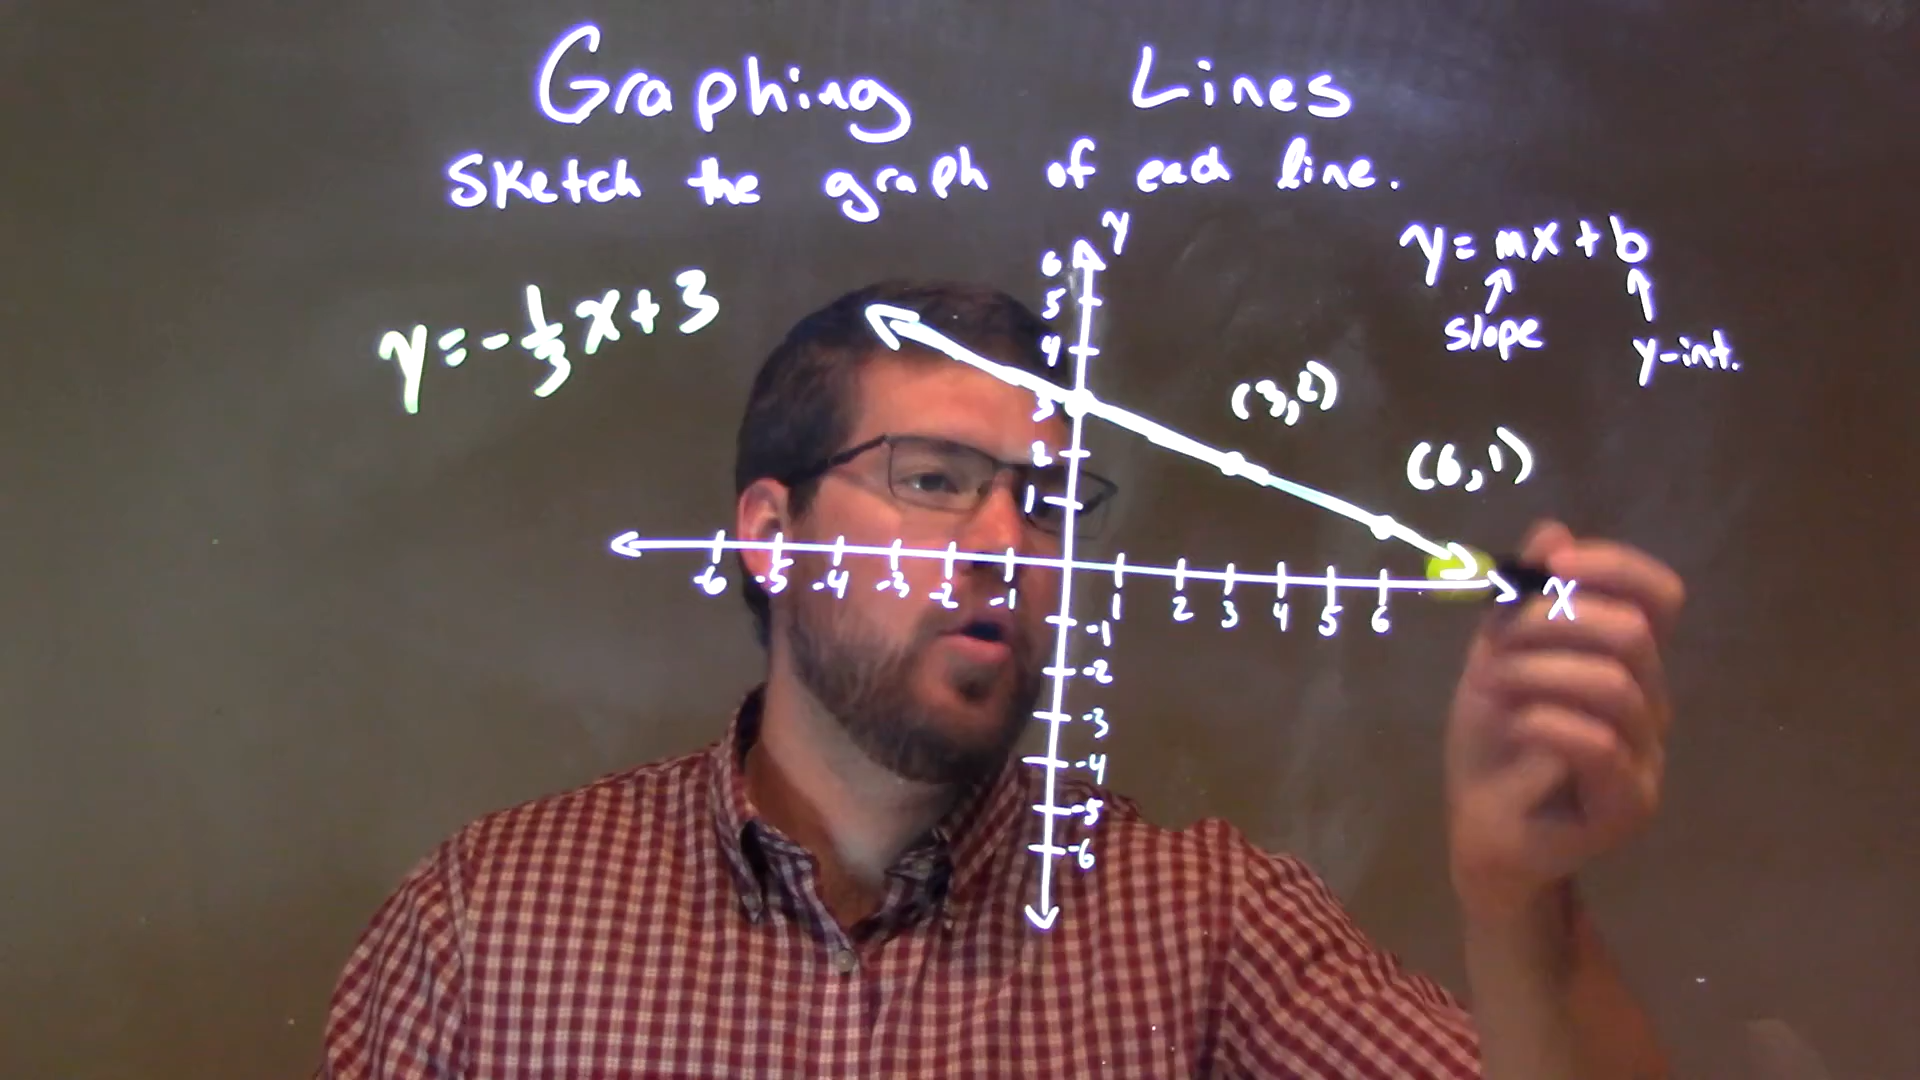 Graphing Lines
Sketch the graph of each line.
y = mx + b
slope
y-int.
y = -1/3 x + 3
y
6
5
4
3
2
1
(3,2)
(6,1)
-6 -5 -4 -3 -2 -1 1 2 3 4 5 6 x
-1
-2
-3
-4
-5
-6